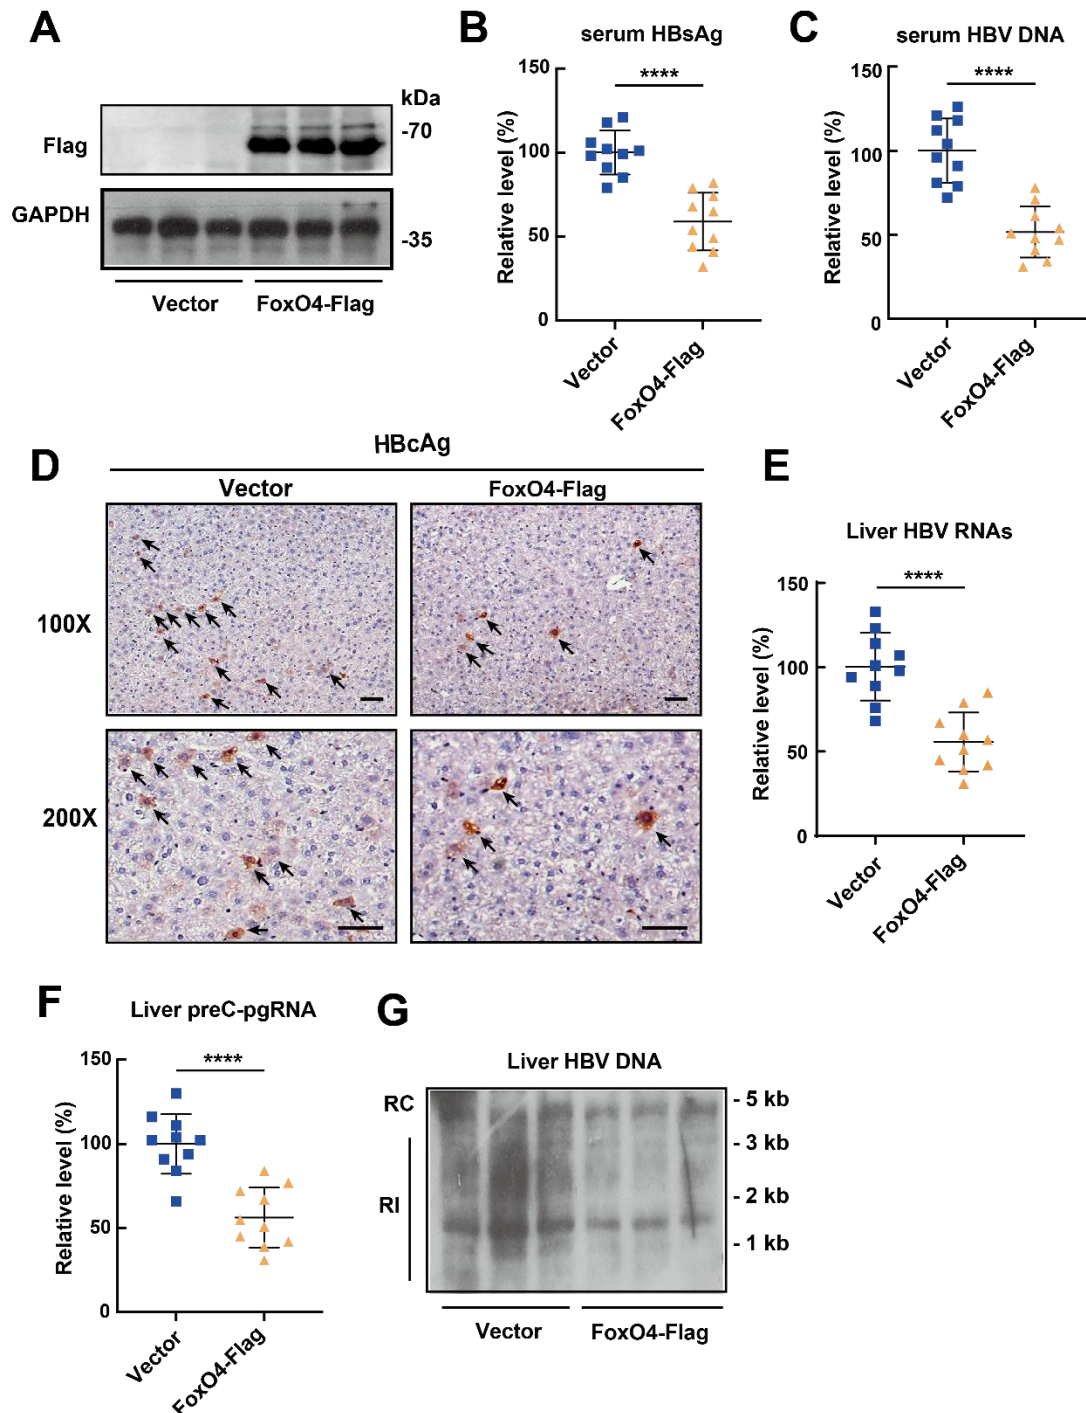 A
kDa
Flag
-70
GAPDH
-35
Vector
FoxO4-Flag
B
serum HBsAg
****
Relative level (%)
150
100
50
0
Vector
FoxO4-Flag
C
serum HBV DNA
****
Relative level (%)
150
100
50
0
Vector
FoxO4-Flag
D
HBcAg
Vector
FoxO4-Flag
100X
200X
E
Liver HBV RNAs
****
Relative level (%)
150
100
50
0
Vector
FoxO4-Flag
F
Liver preC-pgRNA
****
Relative level (%)
150
100
50
0
Vector
FoxO4-Flag
G
Liver HBV DNA
RC
RI
- 5 kb
- 3 kb
- 2 kb
- 1 kb
Vector
FoxO4-Flag